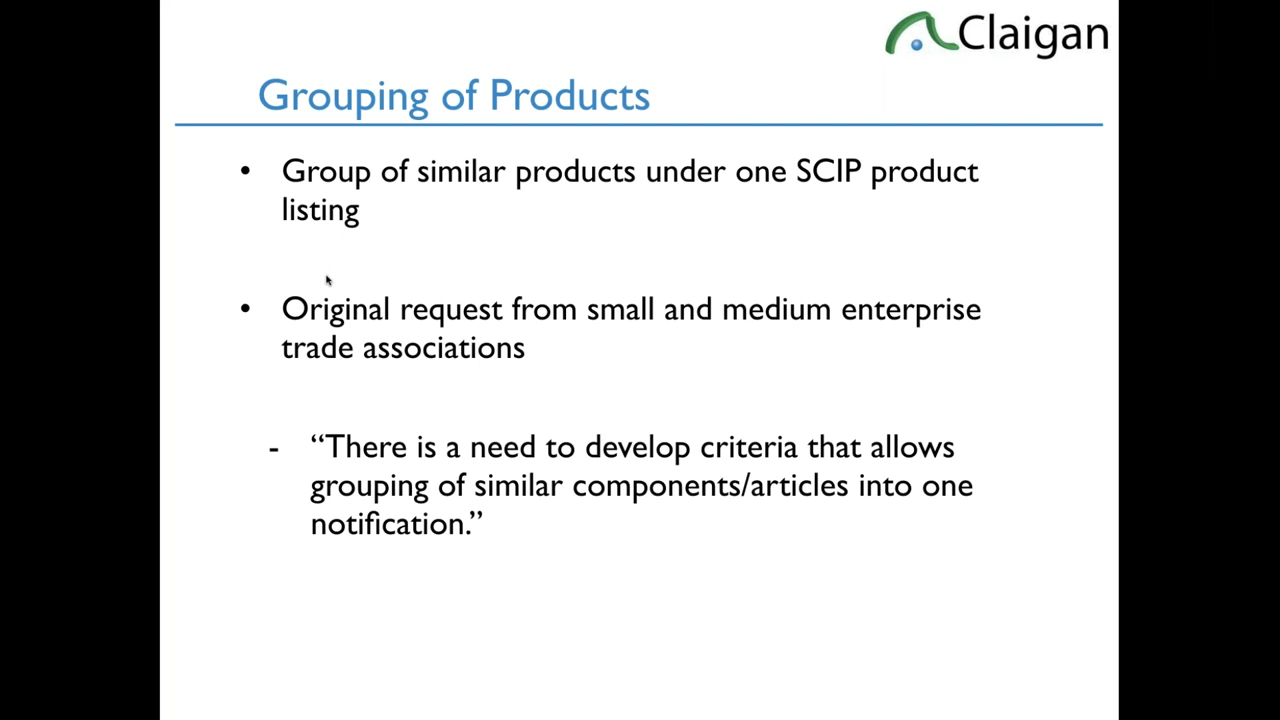 Claigan
Grouping of Products
• Group of similar products under one SCIP product
listing
• Original request from small and medium enterprise
trade associations
- “There is a need to develop criteria that allows
grouping of similar components/articles into one
notification.”